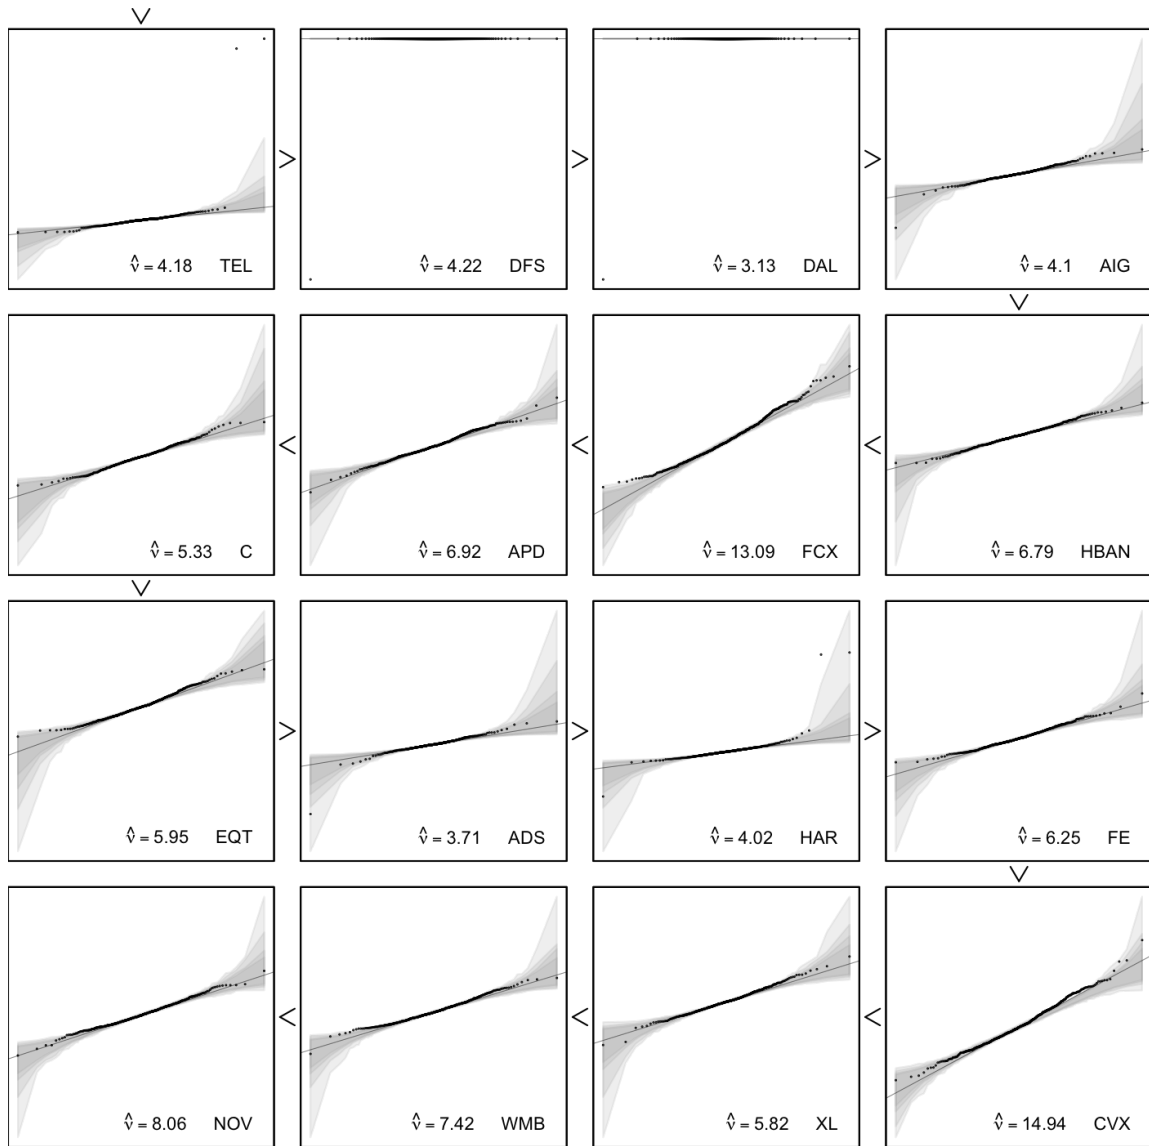 ν̂ = 4.18 TEL
ν̂ = 4.22 DFS
ν̂ = 3.13 DAL
ν̂ = 4.1 AIG
ν̂ = 5.33 C
ν̂ = 6.92 APD
ν̂ = 13.09 FCX
ν̂ = 6.79 HBAN
ν̂ = 5.95 EQT
ν̂ = 3.71 ADS
ν̂ = 4.02 HAR
ν̂ = 6.25 FE
ν̂ = 8.06 NOV
ν̂ = 7.42 WMB
ν̂ = 5.82 XL
ν̂ = 14.94 CVX